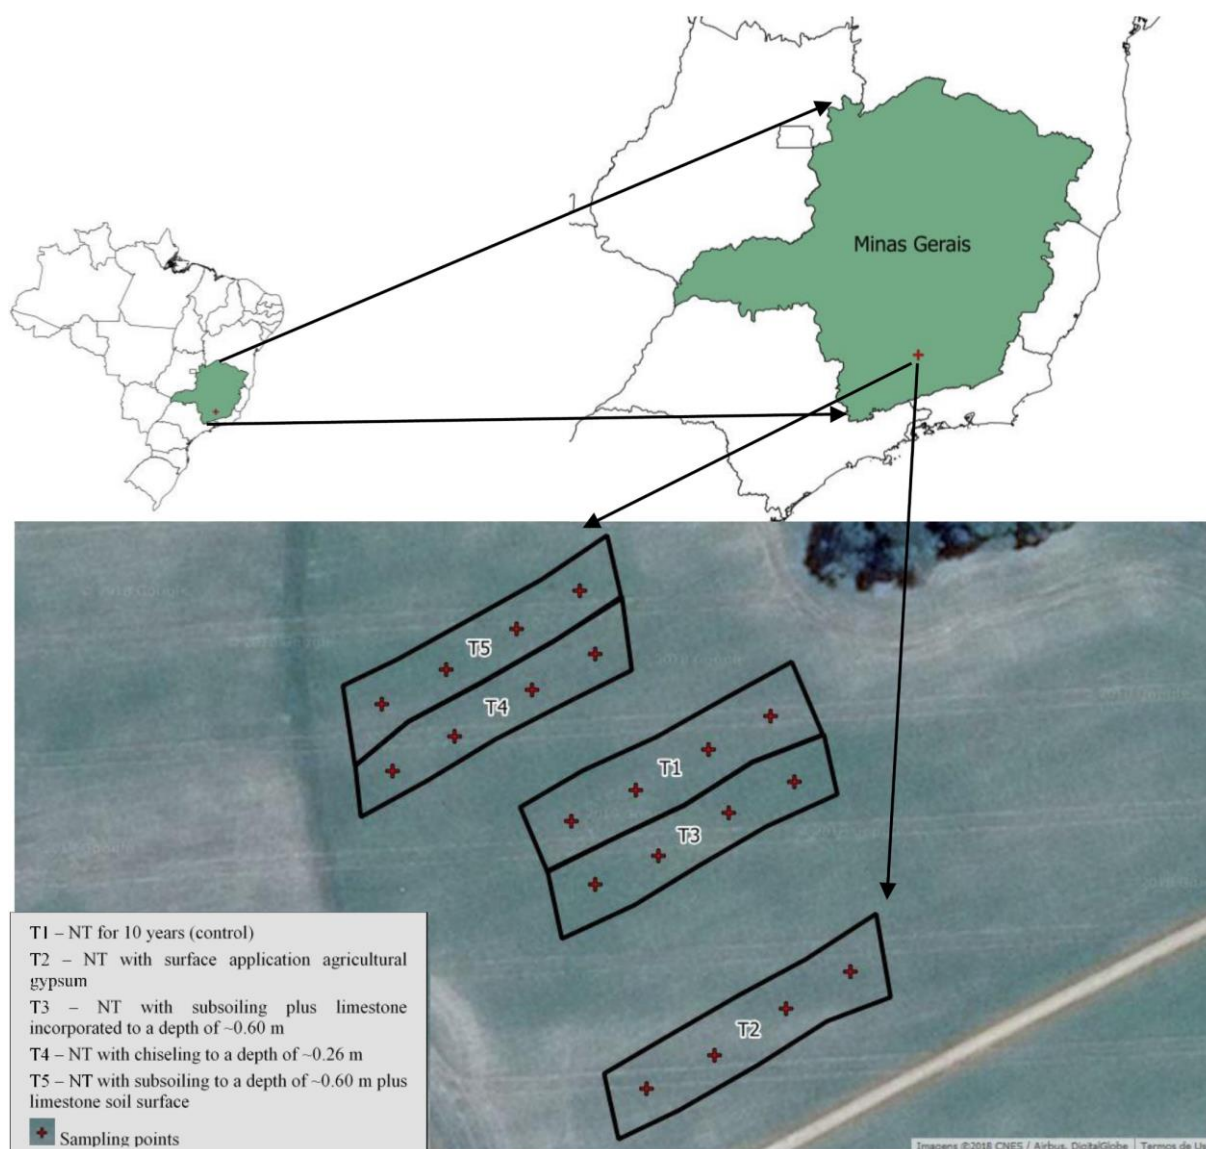 Minas Gerais
T5
T4
T1
T3
T2
T1 – NT for 10 years (control)
T2 – NT with surface application agricultural
gypsum
T3 – NT with subsoiling plus limestone
incorporated to a depth of ~0.60 m
T4 – NT with chiseling to a depth of ~0.26 m
T5 – NT with subsoiling to a depth of ~0.60 m plus
limestone soil surface
Sampling points
Imagens ©2018 CNES / Airbus, DigitalGlobe
Termos de Us